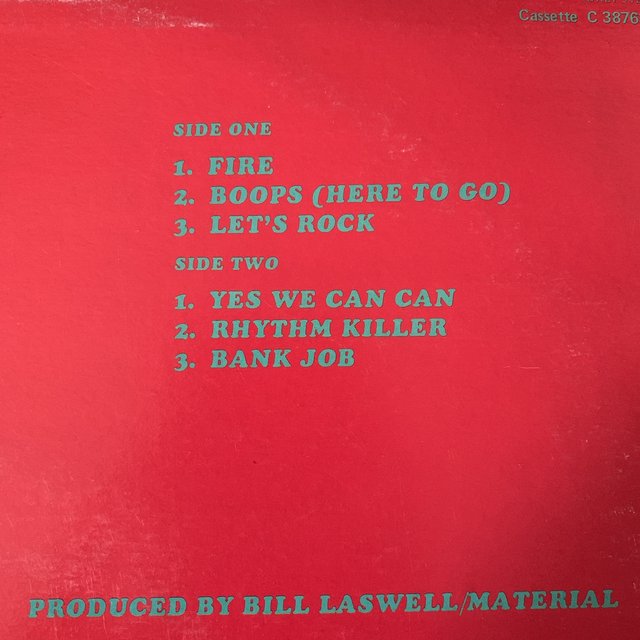 Cassette C 3876
SIDE ONE
1. FIRE
2. BOOPS (HERE TO GO)
3. LET'S ROCK
SIDE TWO
1. YES WE CAN CAN
2. RHYTHM KILLER
3. BANK JOB
PRODUCED BY BILL LASWELL/MATERIAL